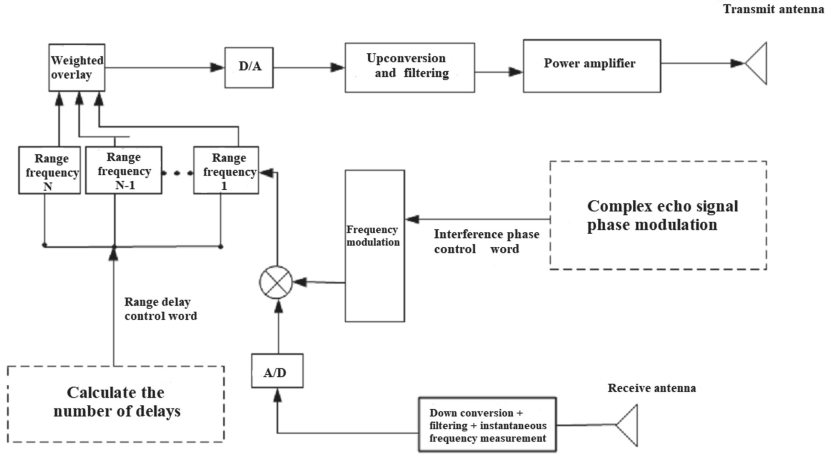 Transmit antenna
Weighted
overlay
D/A
Upconversion
and filtering
Power amplifier
Range
frequency
N
Range
frequency
N-1
Range
frequency
1
Frequency
modulation
Interference phase
control word
Complex echo signal
phase modulation
Range delay
control word
Calculate the
number of delays
A/D
Receive antenna
Down conversion +
filtering + instantaneous
frequency measurement